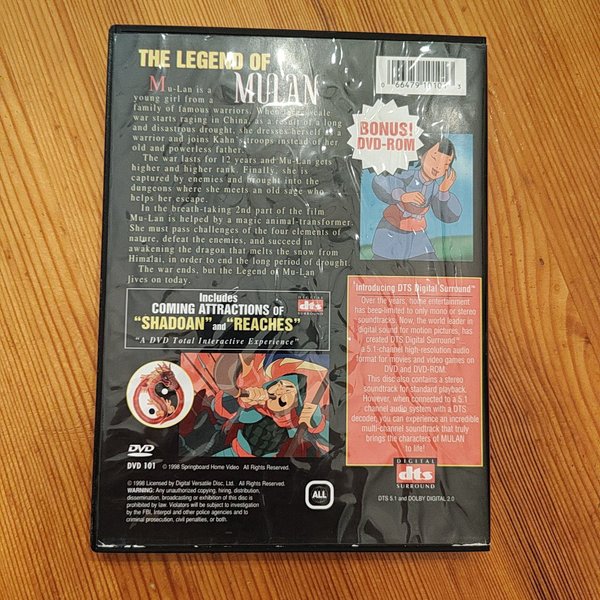 THE LEGEND OF
MULAN
0 66479 10101 3
Mu-Lan is a
young girl from a
family of famous warriors. When large scale
war starts raging in China, as a result of a long
and disastrous drought, she dresses herself as a
warrior and joins Kahn's troops instead of her
old and powerless father.
The war lasts for 12 years and Mu-Lan gets
higher and higher rank. Finally, she is
captured by enemies and brought into the
dungeons where she meets an old sage who
helps her escape.
In the breath-taking 2nd part of the film
Mu-Lan is helped by a magic animal-transformer.
She must pass challenges of the four elements of
nature, defeat the enemies, and succeed in
awakening the dragon that melts the snow from
Himalai, in order to end the long period of drought.
The war ends, but the Legend of Mu-Lan
Lives on today.
BONUS!
DVD-ROM
Includes
COMING ATTRACTIONS OF
"SHADOAN" and "REACHES"
"A DVD Total Interactive Experience"
DIGITAL
dts
SURROUND
Introducing DTS Digital Surround™
Over the years, home entertainment
has been limited to only mono or stereo
soundtracks. Now, the world leader in
digital sound for motion pictures, has
created DTS Digital Surround™,
a 5.1-channel high-resolution audio
format for movies and video games on
DVD and DVD-ROM.
This disc also contains a stereo
soundtrack for standard playback.
However, when connected to a 5.1
channel audio system with a DTS
decoder, you can experience an incredible
multi-channel soundtrack that truly
brings the characters of MULAN
to life!
DIGITAL
dts
SURROUND
DTS 5.1 and DOLBY DIGITAL 2.0
DVD
DVD 101
© 1998 Springboard Home Video All Rights Reserved.
© 1998 Licensed by Digital Versatile Disc, Ltd. All Rights Reserved.
WARNING: Any unauthorized copying, hiring, distribution,
dissemination, broadcasting or exhibition of this disc is
prohibited by law. Violators will be subject to investigation
by the FBI, Interpol and other police agencies and to
criminal prosecution, civil penalties, or both.
ALL